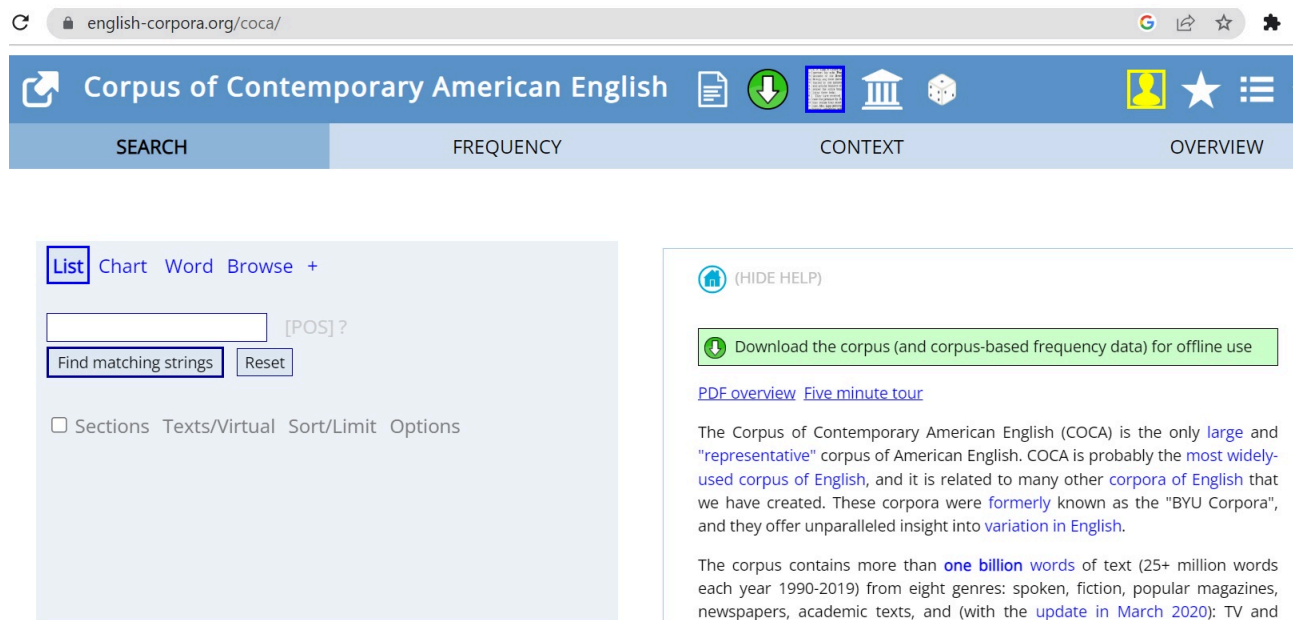 english-corpora.org/coca/
Corpus of Contemporary American English
SEARCH FREQUENCY CONTEXT OVERVIEW
List Chart Word Browse +
[POS] ?
Find matching strings Reset
Sections Texts/Virtual Sort/Limit Options
(HIDE HELP)
Download the corpus (and corpus-based frequency data) for offline use
PDF overview Five minute tour
The Corpus of Contemporary American English (COCA) is the only large and
"representative" corpus of American English. COCA is probably the most widely-
used corpus of English, and it is related to many other corpora of English that
we have created. These corpora were formerly known as the "BYU Corpora",
and they offer unparalleled insight into variation in English.
The corpus contains more than one billion words of text (25+ million words
each year 1990-2019) from eight genres: spoken, fiction, popular magazines,
newspapers, academic texts, and (with the update in March 2020): TV and